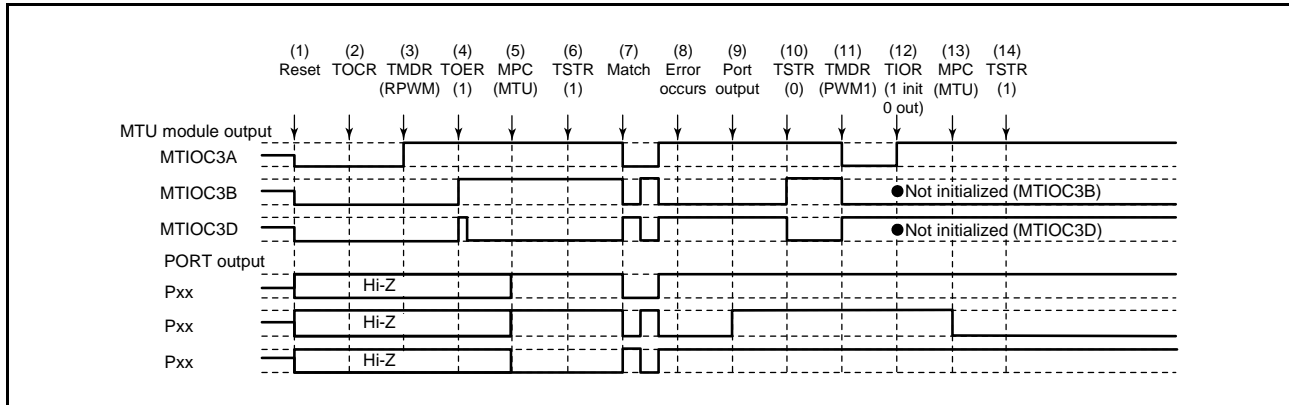 (1) (2) (3) (4) (5) (6) (7) (8) (9) (10) (11) (12) (13) (14)
Reset TOCR TMDR TOER MPC TSTR Match Error Port TSTR TMDR TIOR MPC TSTR
(RPWM) (1) (MTU) (1) occurs output (0) (PWM1) (1 init (MTU) (1)
0 out)
MTU module output
MTIOC3A
MTIOC3B
●Not initialized (MTIOC3B)
MTIOC3D
●Not initialized (MTIOC3D)
PORT output
Pxx
Hi-Z
Pxx
Hi-Z
Pxx
Hi-Z